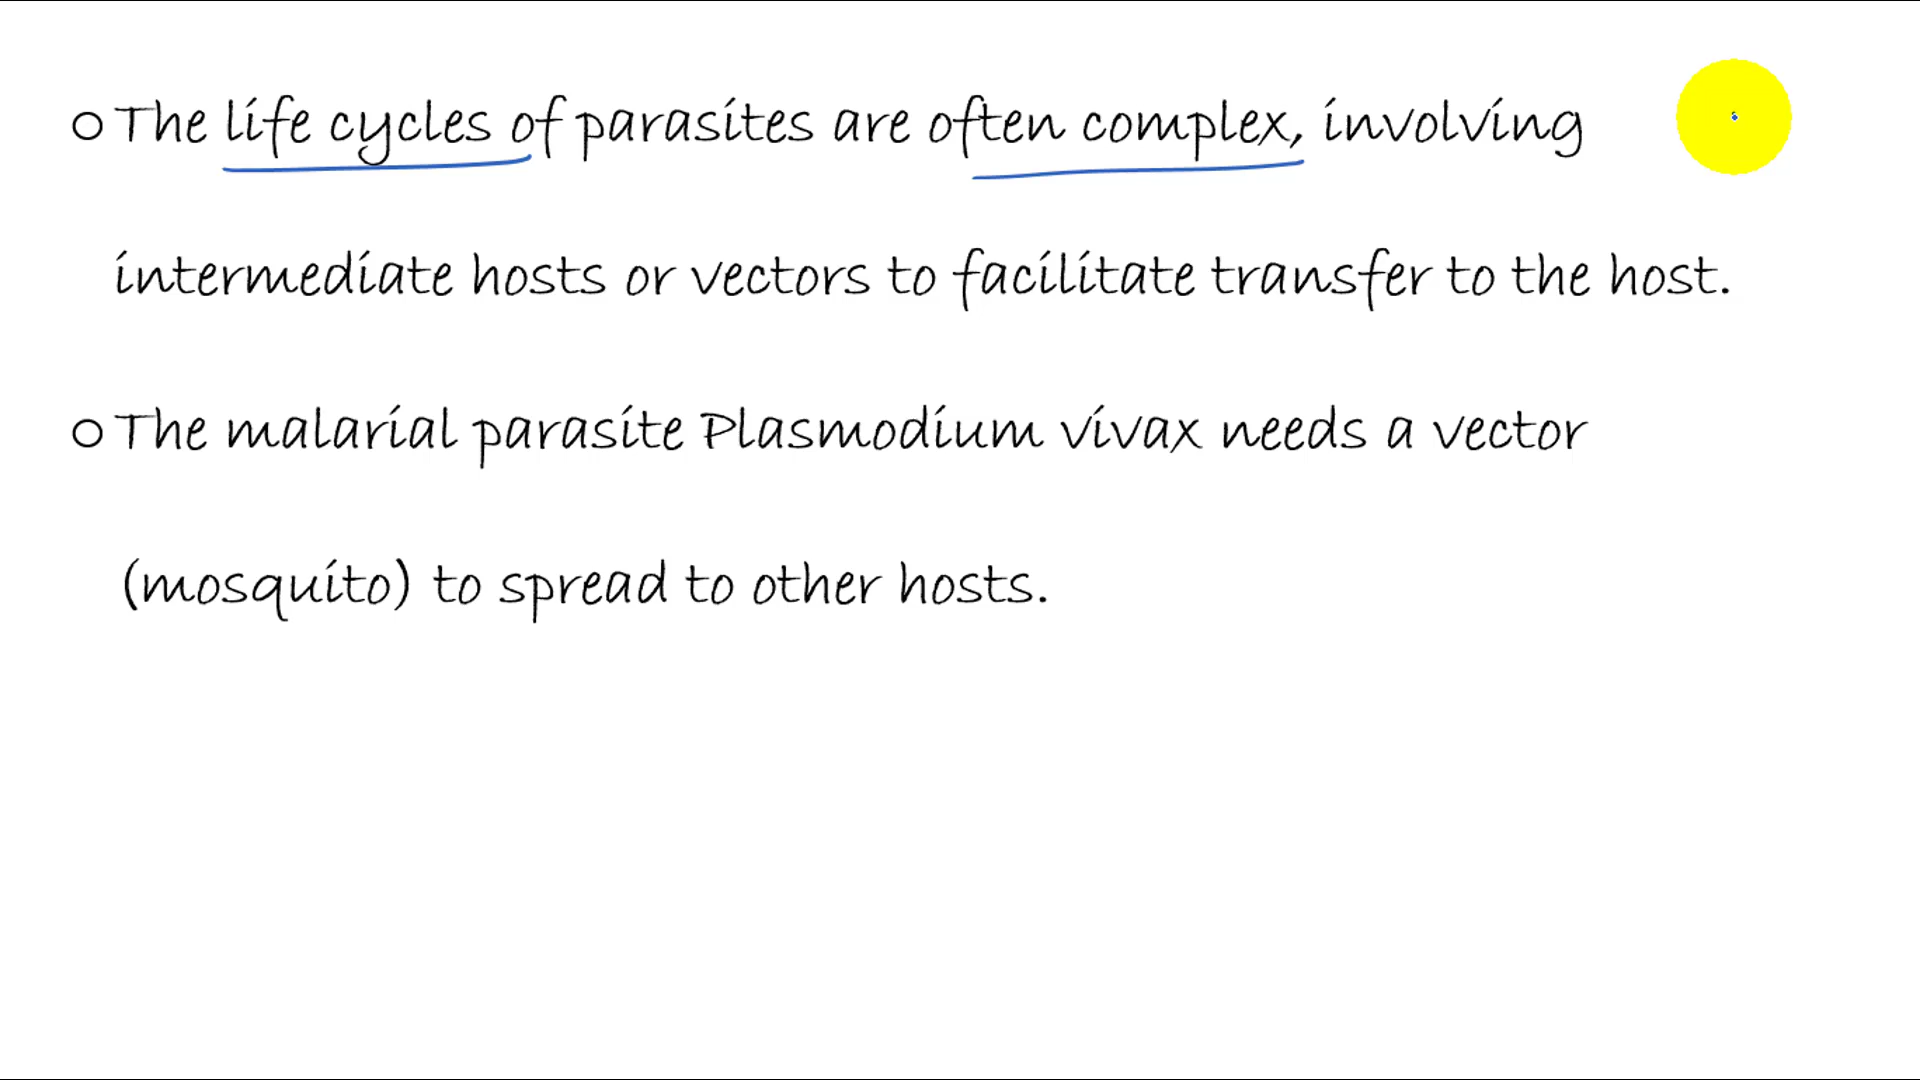 ○ The life cycles of parasites are often complex, involving
intermediate hosts or vectors to facilitate transfer to the host.
○ The malarial parasite Plasmodium vivax needs a vector
(mosquito) to spread to other hosts.